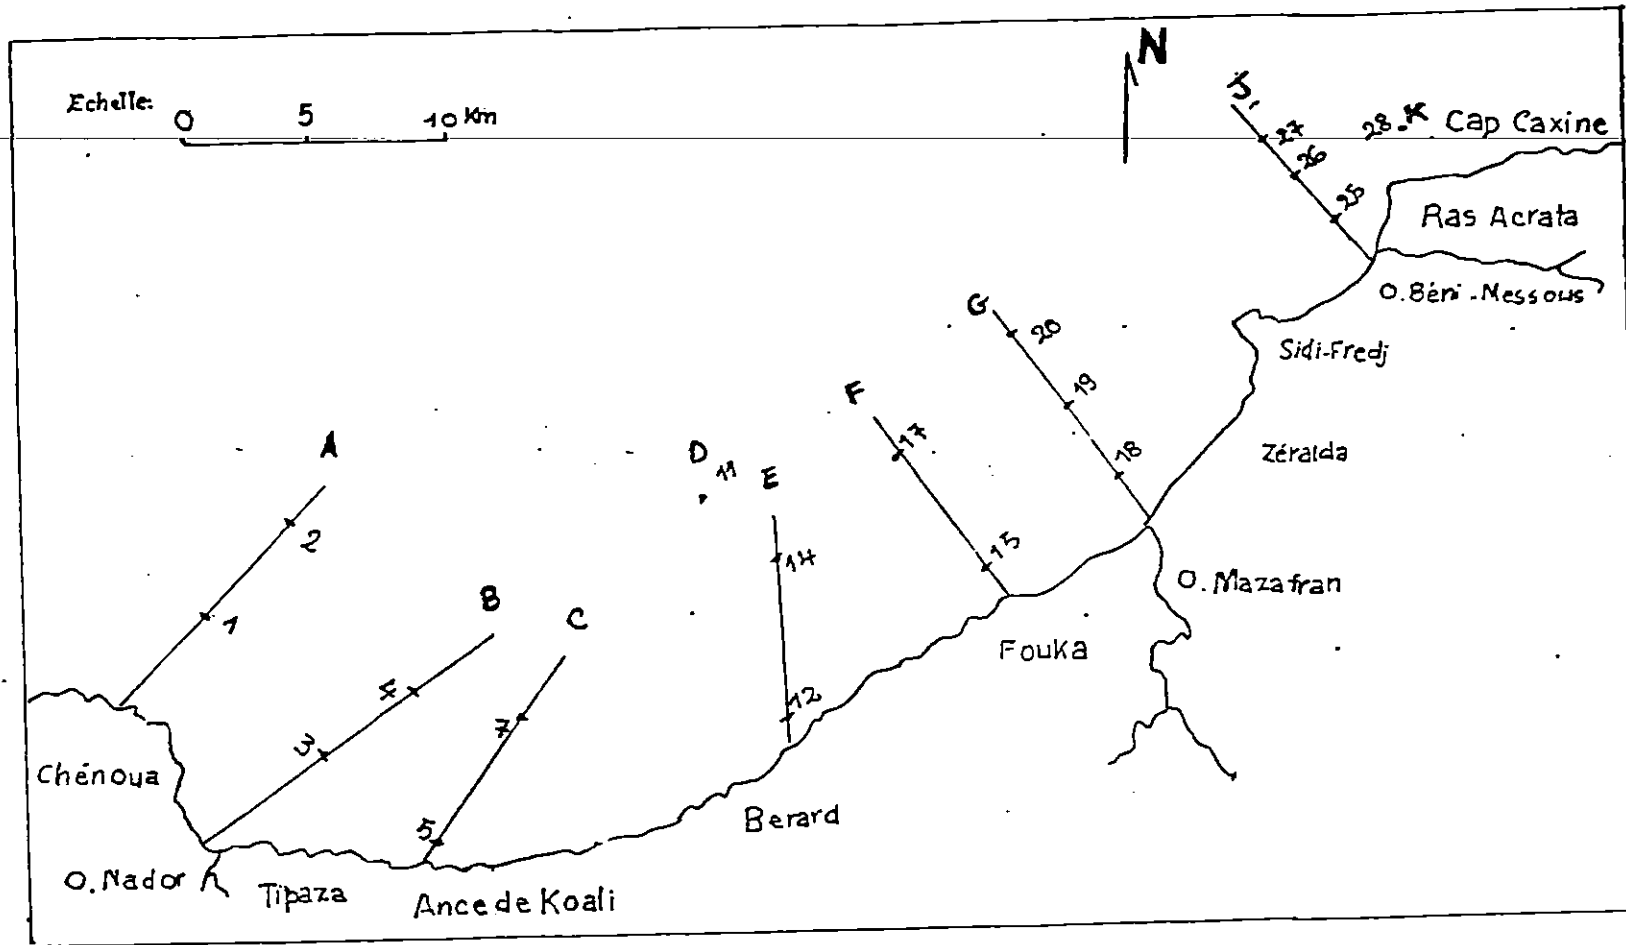 N
Echelle:
0 5 10 Km
J
27
26
25
28 K Cap Caxine
Ras Acrata
O.Béni-Messous
Sidi-Fredj
G
20
19
18
Zéralda
F
17
15
A
2
1
D
11
E
14
12
B
4
3
C
7
5
O. Mazafran
Fouka
Chénoua
Berard
O. Nador
Tipaza
Ance de Koali